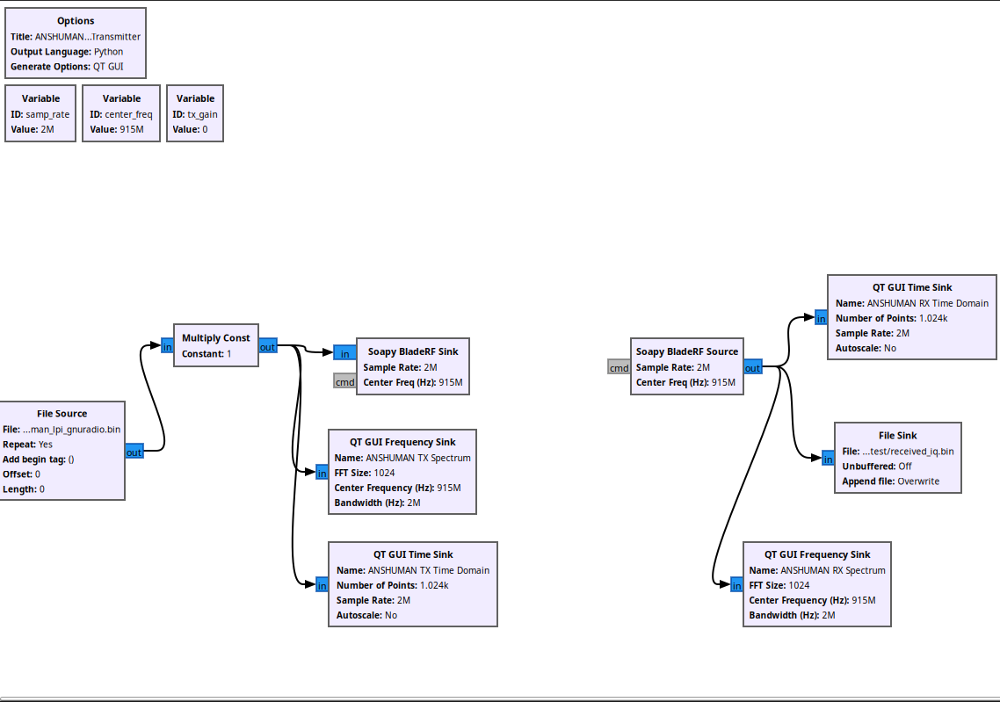 Options
Title: ANSHUMAN...Transmitter
Output Language: Python
Generate Options: QT GUI
Variable
ID: samp_rate
Value: 2M
Variable
ID: center_freq
Value: 915M
Variable
ID: tx_gain
Value: 0
File Source
File: ...man_lpi_gnuradio.bin
Repeat: Yes
Add begin tag: ()
Offset: 0
Length: 0
out
in
Multiply Const
Constant: 1
out
in
cmd
Soapy BladeRF Sink
Sample Rate: 2M
Center Freq (Hz): 915M
in
QT GUI Frequency Sink
Name: ANSHUMAN TX Spectrum
FFT Size: 1024
Center Frequency (Hz): 915M
Bandwidth (Hz): 2M
in
QT GUI Time Sink
Name: ANSHUMAN TX Time Domain
Number of Points: 1.024k
Sample Rate: 2M
Autoscale: No
cmd
Soapy BladeRF Source
Sample Rate: 2M
Center Freq (Hz): 915M
out
in
QT GUI Time Sink
Name: ANSHUMAN RX Time Domain
Number of Points: 1.024k
Sample Rate: 2M
Autoscale: No
in
File Sink
File: ...test/received_iq.bin
Unbuffered: Off
Append file: Overwrite
in
QT GUI Frequency Sink
Name: ANSHUMAN RX Spectrum
FFT Size: 1024
Center Frequency (Hz): 915M
Bandwidth (Hz): 2M